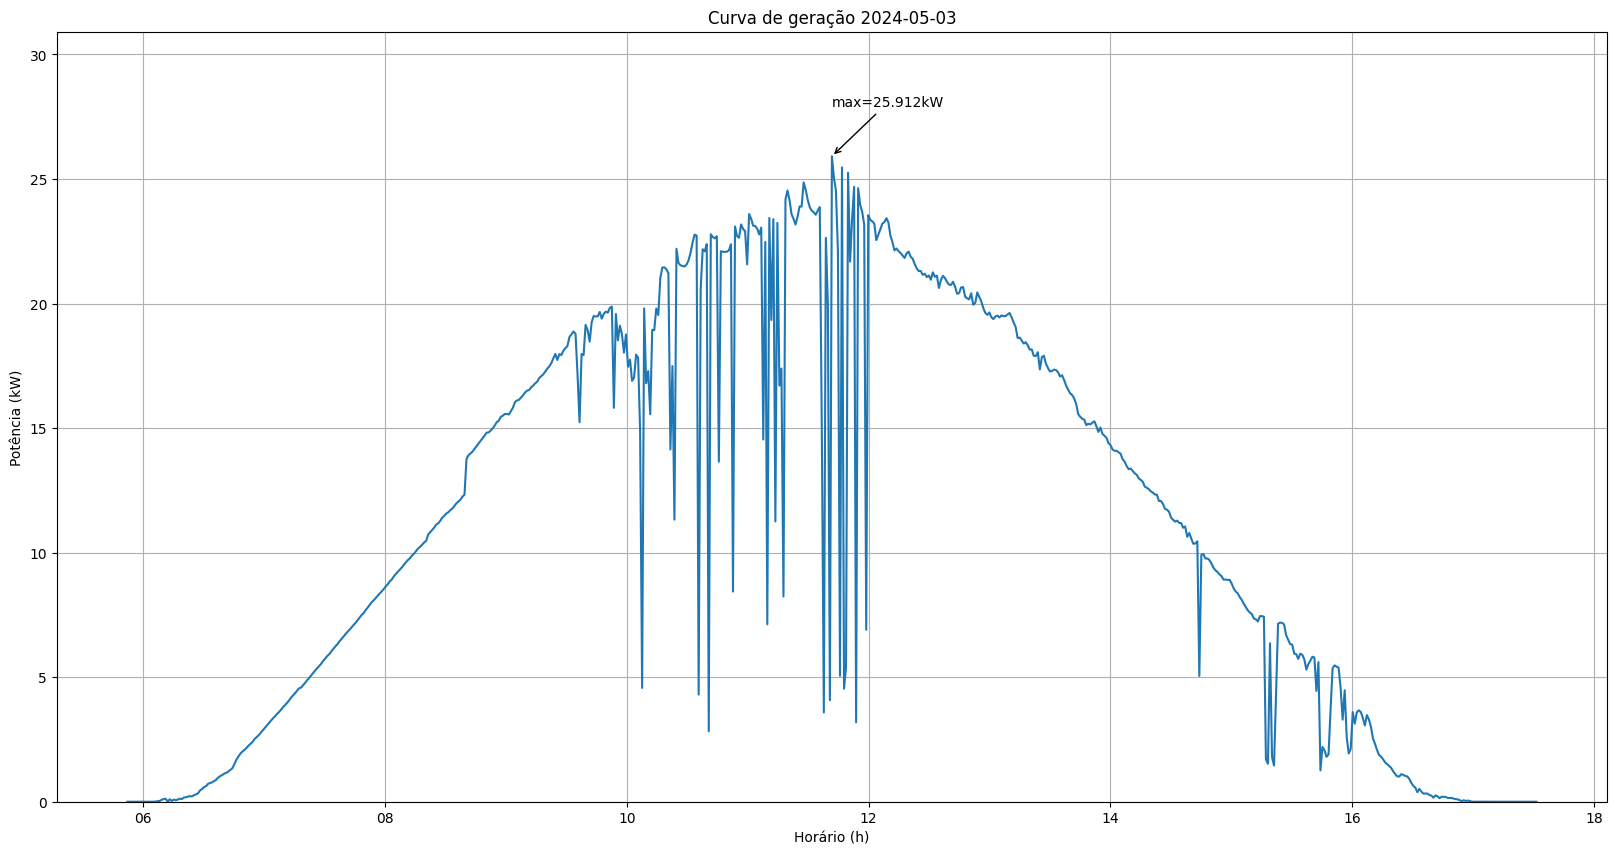 Curva de geração 2024-05-03
30
25
20
15
10
5
0
Potência (kW)
max=25.912kW
06 08 10 12 14 16 18
Horário (h)